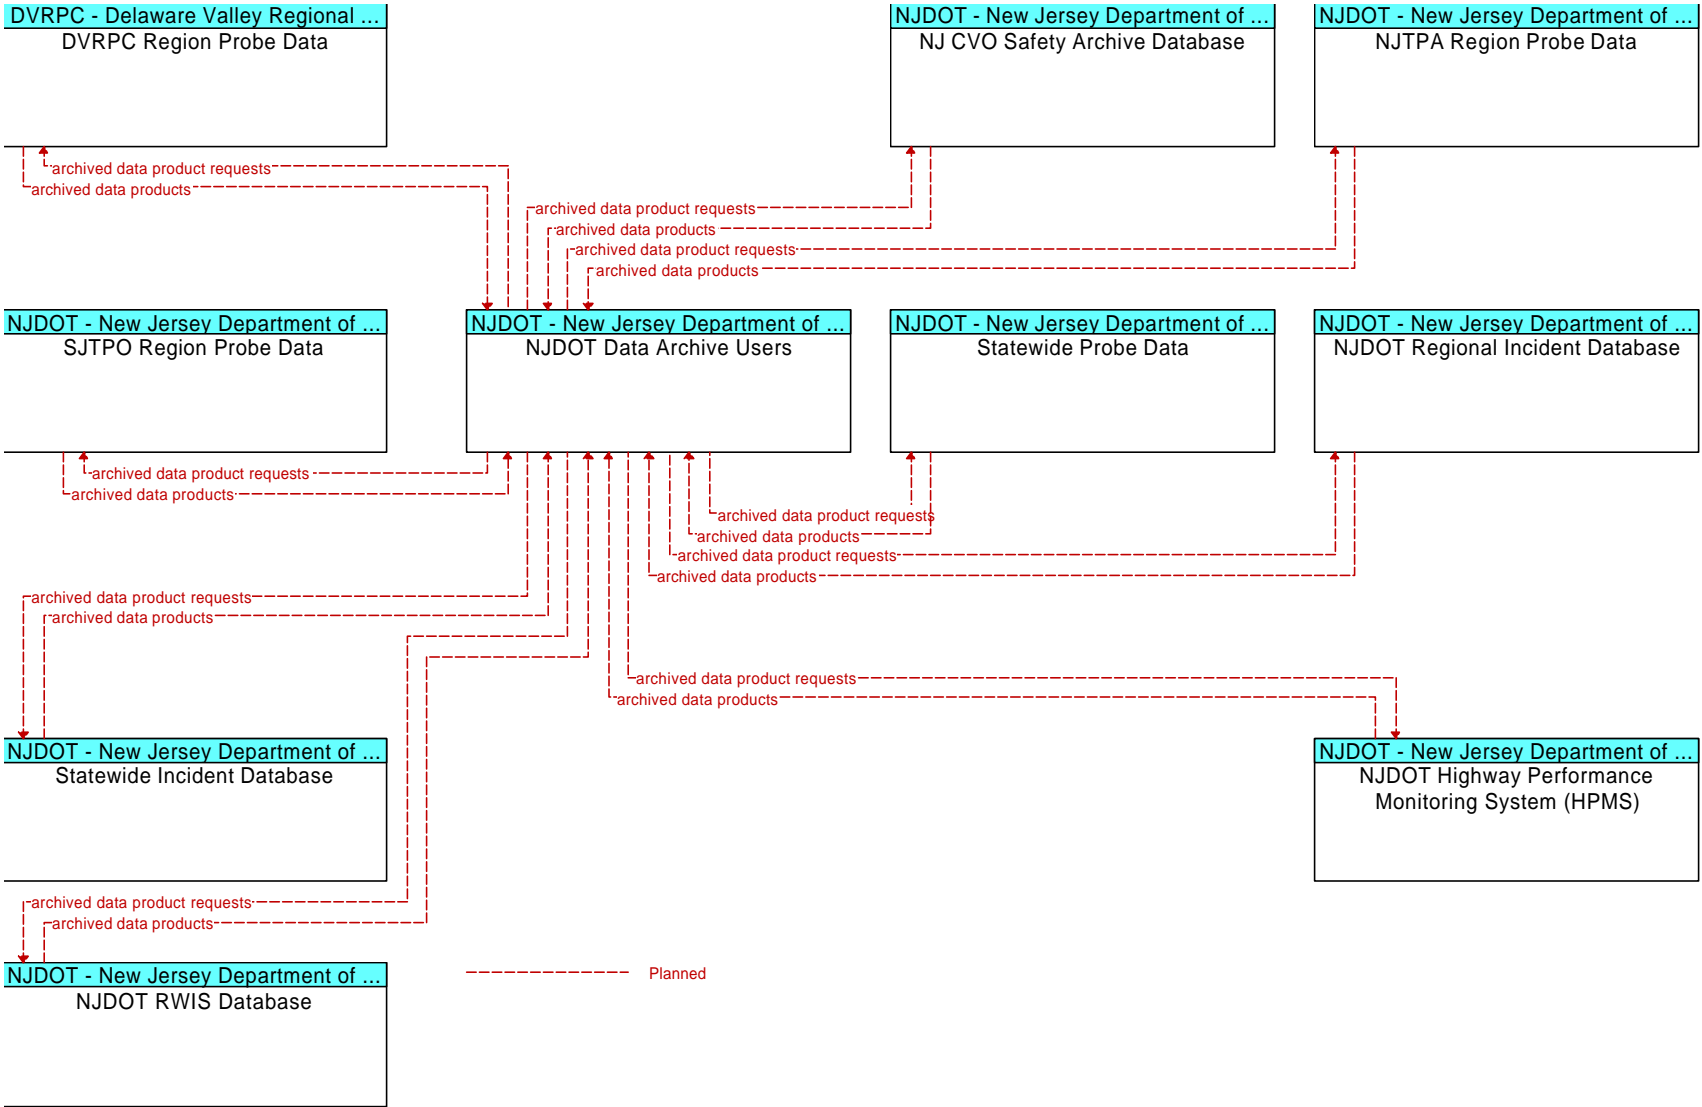 DVRPC - Delaware Valley Regional ...
DVRPC Region Probe Data
NJDOT - New Jersey Department of ...
NJ CVO Safety Archive Database
NJDOT - New Jersey Department of ...
NJTPA Region Probe Data
archived data product requests
archived data products
archived data product requests
archived data products
archived data product requests
archived data products
NJDOT - New Jersey Department of ...
SJTPO Region Probe Data
NJDOT - New Jersey Department of ...
NJDOT Data Archive Users
NJDOT - New Jersey Department of ...
Statewide Probe Data
NJDOT - New Jersey Department of ...
NJDOT Regional Incident Database
archived data product requests
archived data products
archived data product requests
archived data products
archived data product requests
archived data products
archived data product requests
archived data products
archived data product requests
archived data products
NJDOT - New Jersey Department of ...
Statewide Incident Database
NJDOT - New Jersey Department of ...
NJDOT Highway Performance
Monitoring System (HPMS)
archived data product requests
archived data products
NJDOT - New Jersey Department of ...
NJDOT RWIS Database
Planned